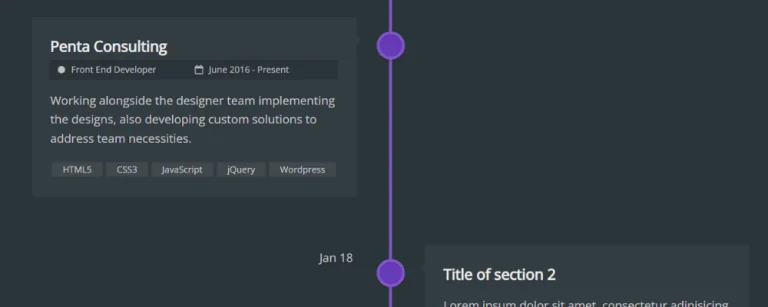 Penta Consulting
Front End Developer June 2016 - Present
Working alongside the designer team implementing
the designs, also developing custom solutions to
address team necessities.
HTML5 CSS3 JavaScript jQuery Wordpress
Jan 18
Title of section 2
Lorem ipsum dolor sit amet, consectetur adipisicing